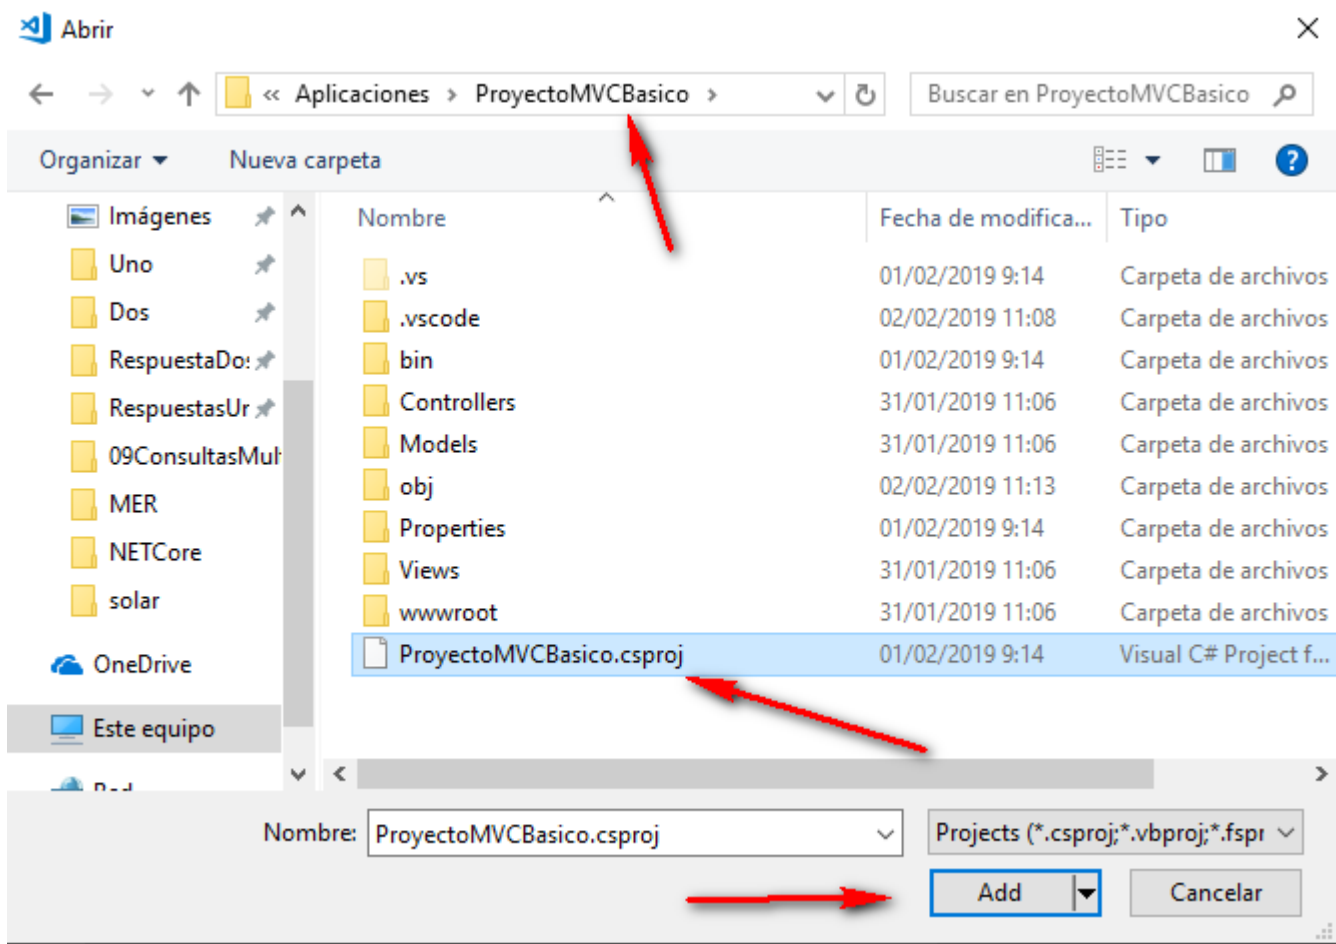 Abrir
« Aplicaciones > ProyectoMVCBasico >
Buscar en ProyectoMVCBasico
Organizar
Nueva carpeta
Imágenes
Uno
Dos
RespuestaDo:
RespuestasUr
09ConsultasMul
MER
NETCore
solar
OneDrive
Este equipo
Red
Nombre Fecha de modifica... Tipo
.vs 01/02/2019 9:14 Carpeta de archivos
.vscode 02/02/2019 11:08 Carpeta de archivos
bin 01/02/2019 9:14 Carpeta de archivos
Controllers 31/01/2019 11:06 Carpeta de archivos
Models 31/01/2019 11:06 Carpeta de archivos
obj 02/02/2019 11:13 Carpeta de archivos
Properties 01/02/2019 9:14 Carpeta de archivos
Views 31/01/2019 11:06 Carpeta de archivos
wwwroot 31/01/2019 11:06 Carpeta de archivos
ProyectoMVCBasico.csproj 01/02/2019 9:14 Visual C# Project f...
Nombre: ProyectoMVCBasico.csproj
Projects (*.csproj;*.vbproj;*.fspr
Add
Cancelar